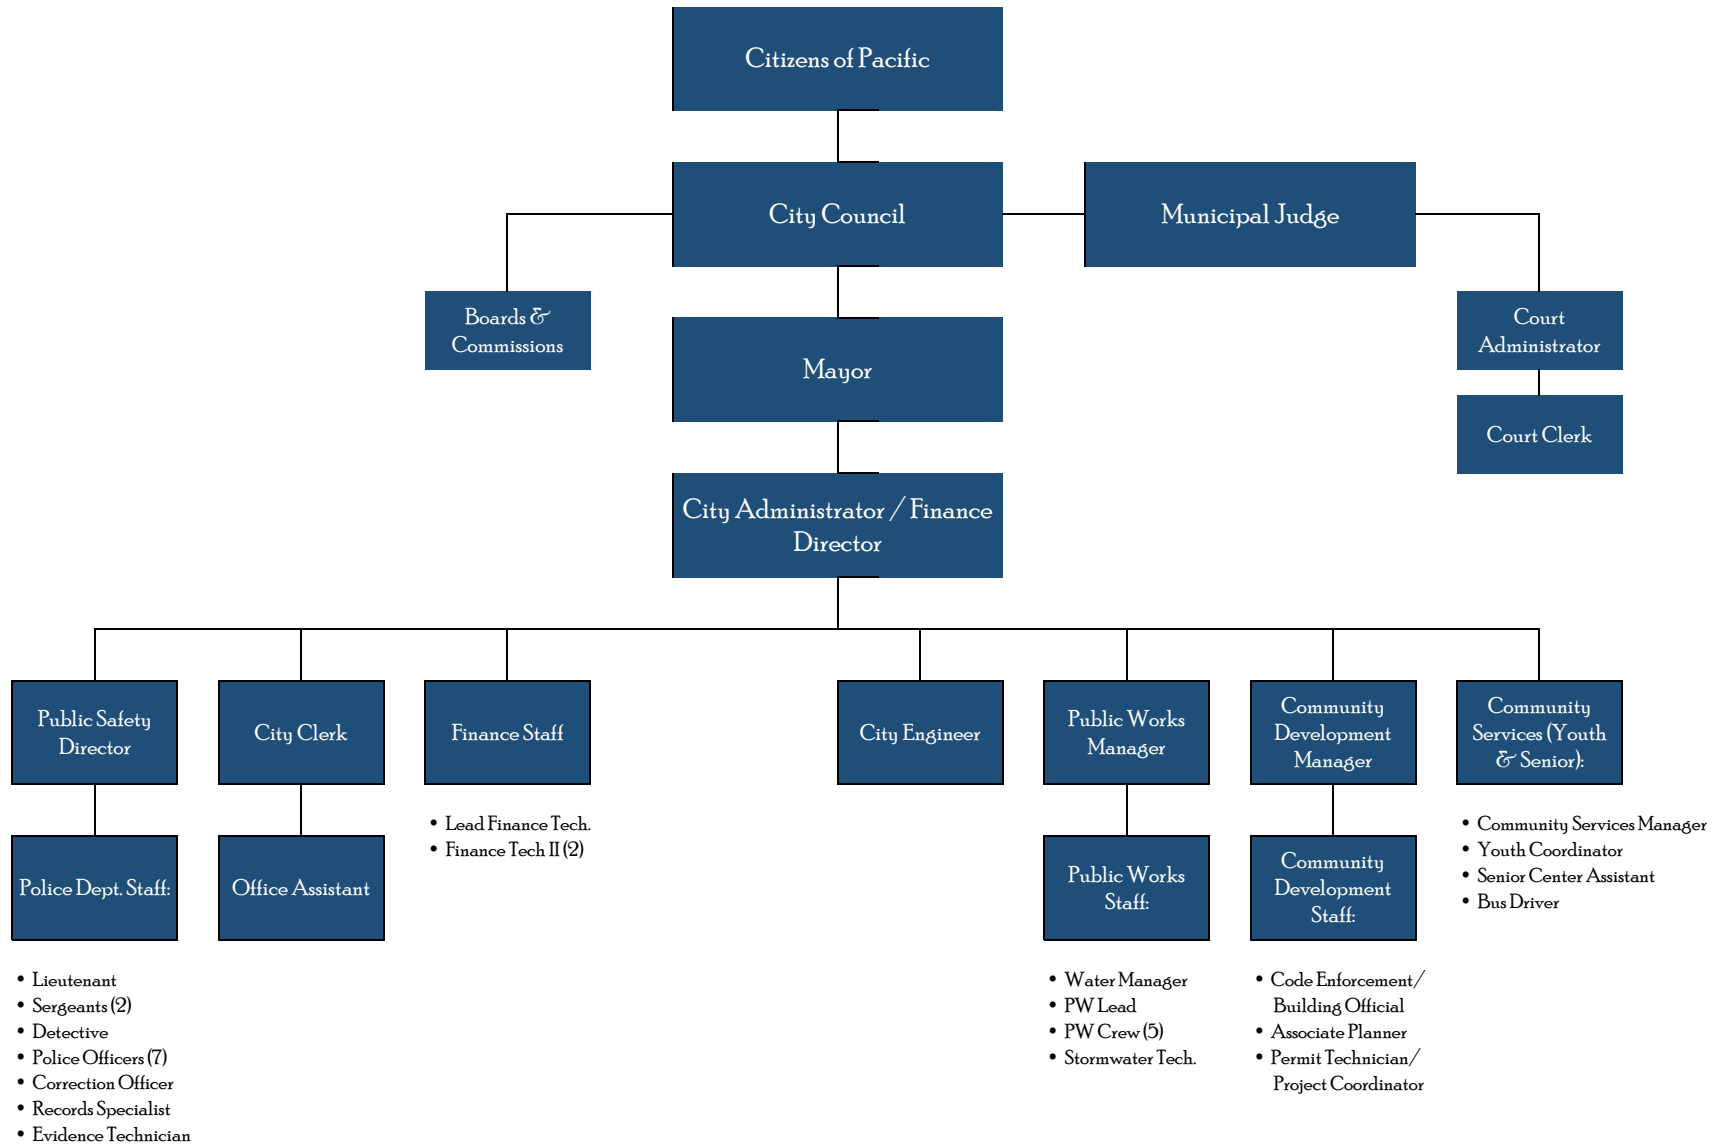 Citizens of Pacific
City Council
Municipal Judge
Boards &
Commissions
Court
Administrator
Mayor
Court Clerk
City Administrator / Finance
Director
Public Safety
Director
City Clerk
Finance Staff
City Engineer
Public Works
Manager
Community
Development
Manager
Community
Services (Youth
& Senior):
Police Dept. Staff:
Office Assistant
• Lead Finance Tech.
• Finance Tech II (2)
Public Works
Staff:
Community
Development
Staff:
• Community Services Manager
• Youth Coordinator
• Senior Center Assistant
• Bus Driver
• Lieutenant
• Sergeants (2)
• Detective
• Police Officers (7)
• Correction Officer
• Records Specialist
• Evidence Technician
• Water Manager
• PW Lead
• PW Crew (5)
• Stormwater Tech.
• Code Enforcement/
Building Official
• Associate Planner
• Permit Technician/
Project Coordinator